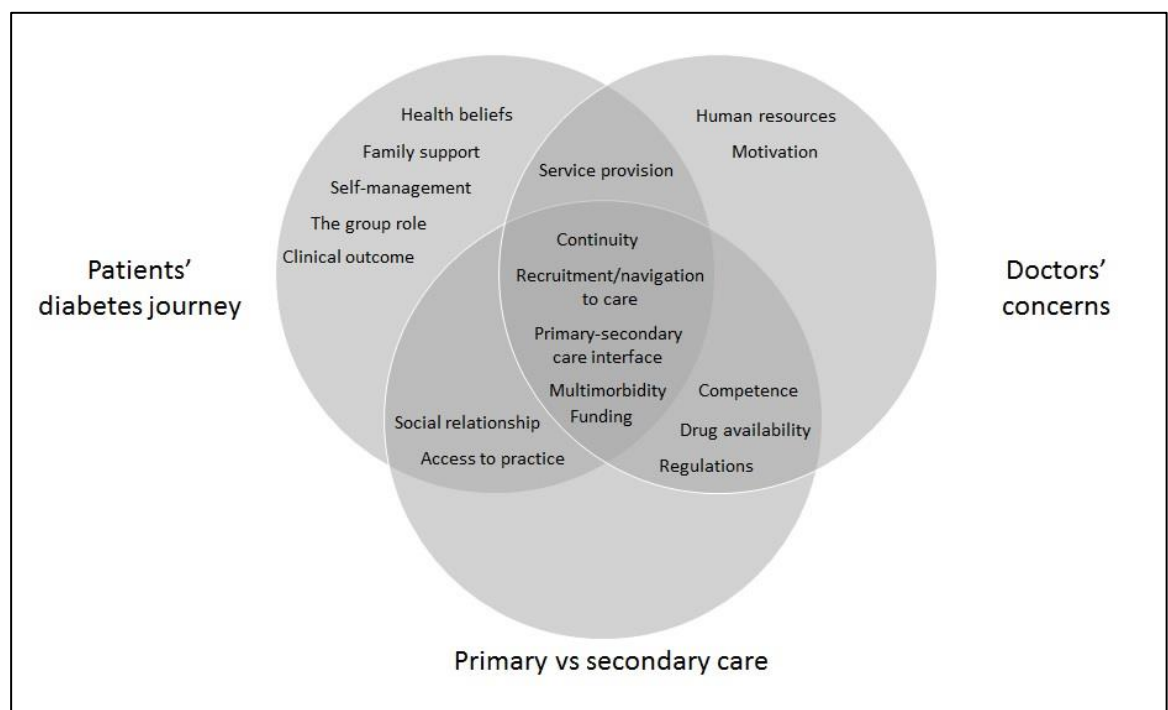 Health beliefs
Family support
Self-management
The group role
Clinical outcome
Human resources
Motivation
Service provision
Continuity
Recruitment/navigation
to care
Primary-secondary
care interface
Multimorbidity
Funding
Competence
Drug availability
Regulations
Social relationship
Access to practice
Patients’
diabetes journey
Doctors’
concerns
Primary vs secondary care